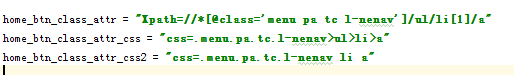 home_btn_class_attr = "Xpath=//*[@class='menu pa tc l-nenav']/ul/li[1]/a"
home_btn_class_attr_css = "css=.menu.pa.tc.l-nenav>ul>li>a"
home_btn_class_attr_css2 = "css=.menu.pa.tc.l-nenav li a"